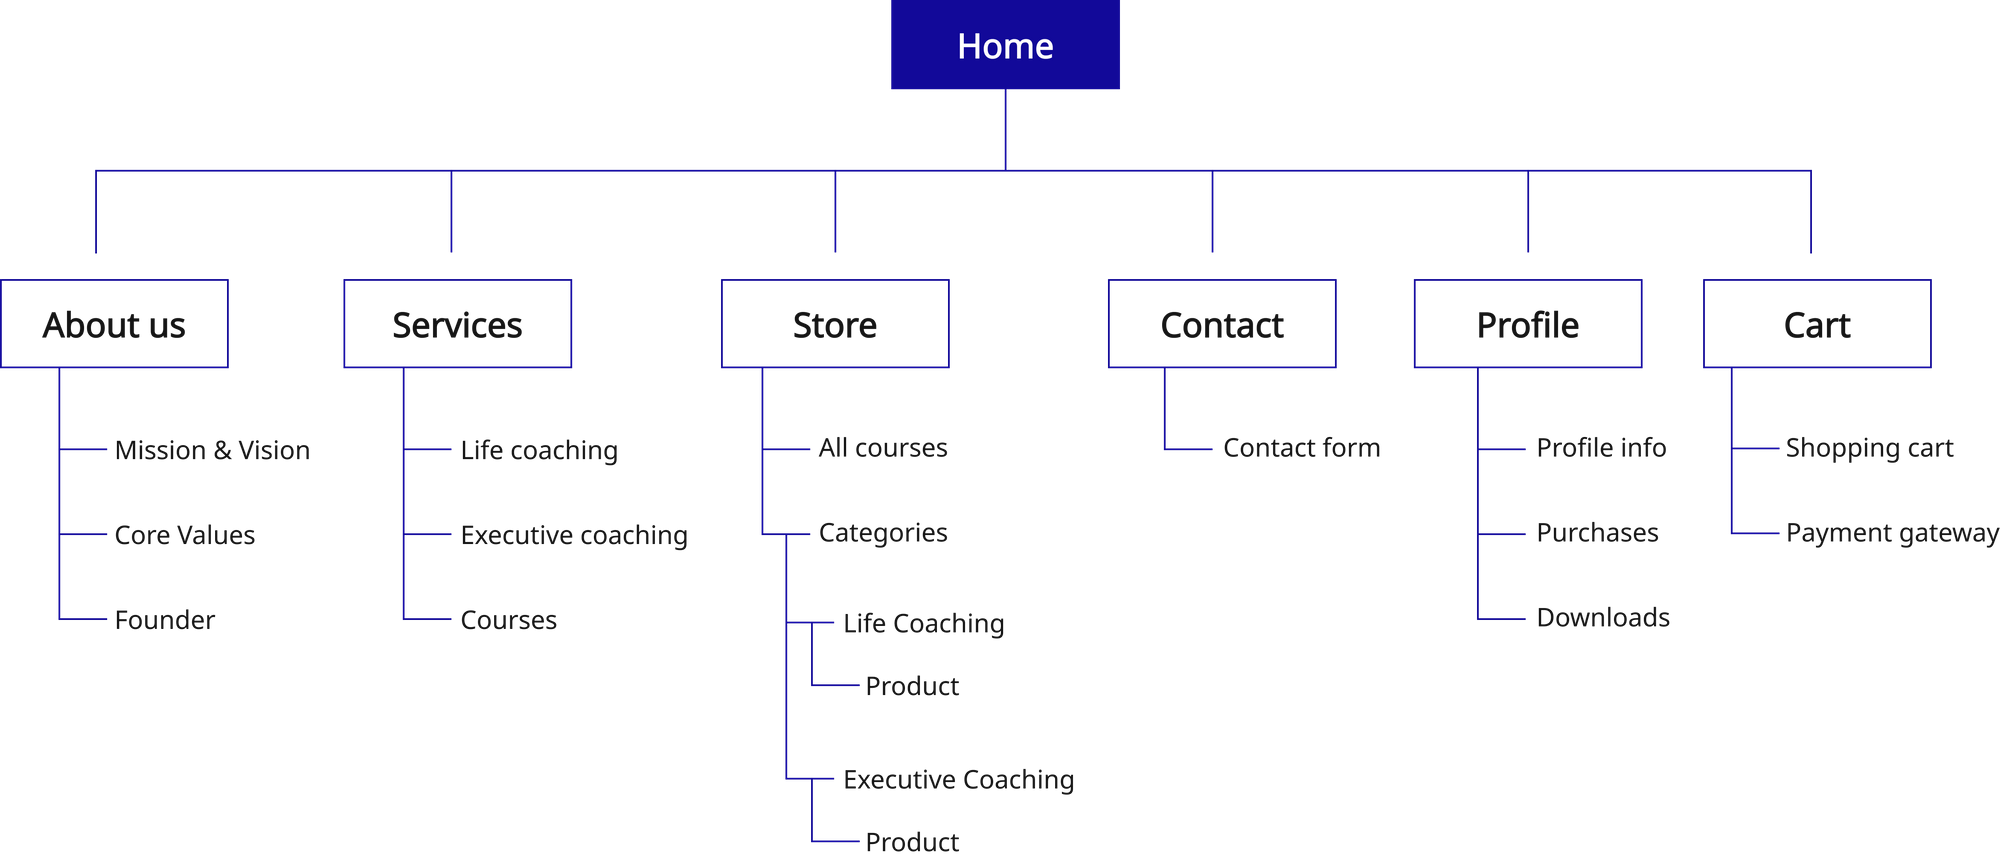 Home
About us
Services
Store
Contact
Profile
Cart
Mission & Vision
Core Values
Founder
Life coaching
Executive coaching
Courses
All courses
Categories
Life Coaching
Product
Executive Coaching
Product
Contact form
Profile info
Purchases
Downloads
Shopping cart
Payment gateway